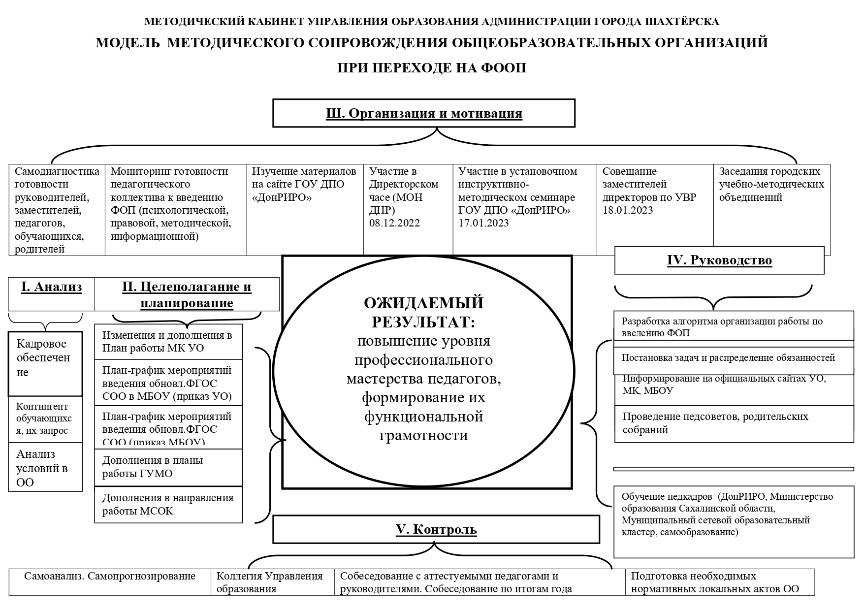 МЕТОДИЧЕСКИЙ КАБИНЕТ УПРАВЛЕНИЯ ОБРАЗОВАНИЯ АДМИНИСТРАЦИИ ГОРОДА ШАХТЁРСКА
МОДЕЛЬ МЕТОДИЧЕСКОГО СОПРОВОЖДЕНИЯ ОБЩЕОБРАЗОВАТЕЛЬНЫХ ОРГАНИЗАЦИЙ
ПРИ ПЕРЕХОДЕ НА ФООП
Ш. Организация и мотивация
Самодиагностика
готовности
руководителей,
заместителей,
педагогов,
обучающихся,
родителей
Мониторинг готовности
педагогического
коллектива к введению
ФОП (психологической,
правовой, методической,
информационной)
Изучение материалов
на сайте ГОУ ДПО
«ДонРИРО»
Участие в
Директорском
часе (МОН
ДНР)
08.12.2022
Участие в установочном
инструктивно-
методическом семинаре
ГОУ ДПО «ДонРИРО»
17.01.2023
Совещание
заместителей
директоров по УВР
18.01.2023
Заседания городских
учебно-методических
объединений
I. Анализ
Кадровое
обеспечен
ие
Контингент
обучающихс
я, их запрос
Анализ
условий в
ОО
II. Целеполагание и
планирование
Изменения и дополнения в
План работы МК УО
План-график мероприятий
введения обновл.ФГОС
СОО в МБОУ (приказ УО)
План-график мероприятий
введения обновл.ФГОС
СОО (приказ МБОУ)
Дополнения в планы
работы ГУМО
Дополнения в направления
работы МСОК
ОЖИДАЕМЫЙ
РЕЗУЛЬТАТ:
повышение уровня
профессионального
мастерства педагогов,
формирование их
функциональной
грамотности
IV. Руководство
Разработка алгоритма организации работы по
введению ФОП
Постановка задач и распределение обязанностей
Информирование на официальных сайтах УО,
МК, МБОУ
Проведение педсоветов, родительских
собраний
Обучение педкадров (ДонРИРО, Министерство
образования Сахалинской области,
Муниципальный сетевой образовательный
кластер, самообразование)
V. Контроль
Самоанализ. Самопрогнозирование
Коллегия Управления
образования
Собеседование с аттестуемыми педагогами и
руководителями. Собеседование по итогам года
Подготовка необходимых
нормативных локальных актов ОО